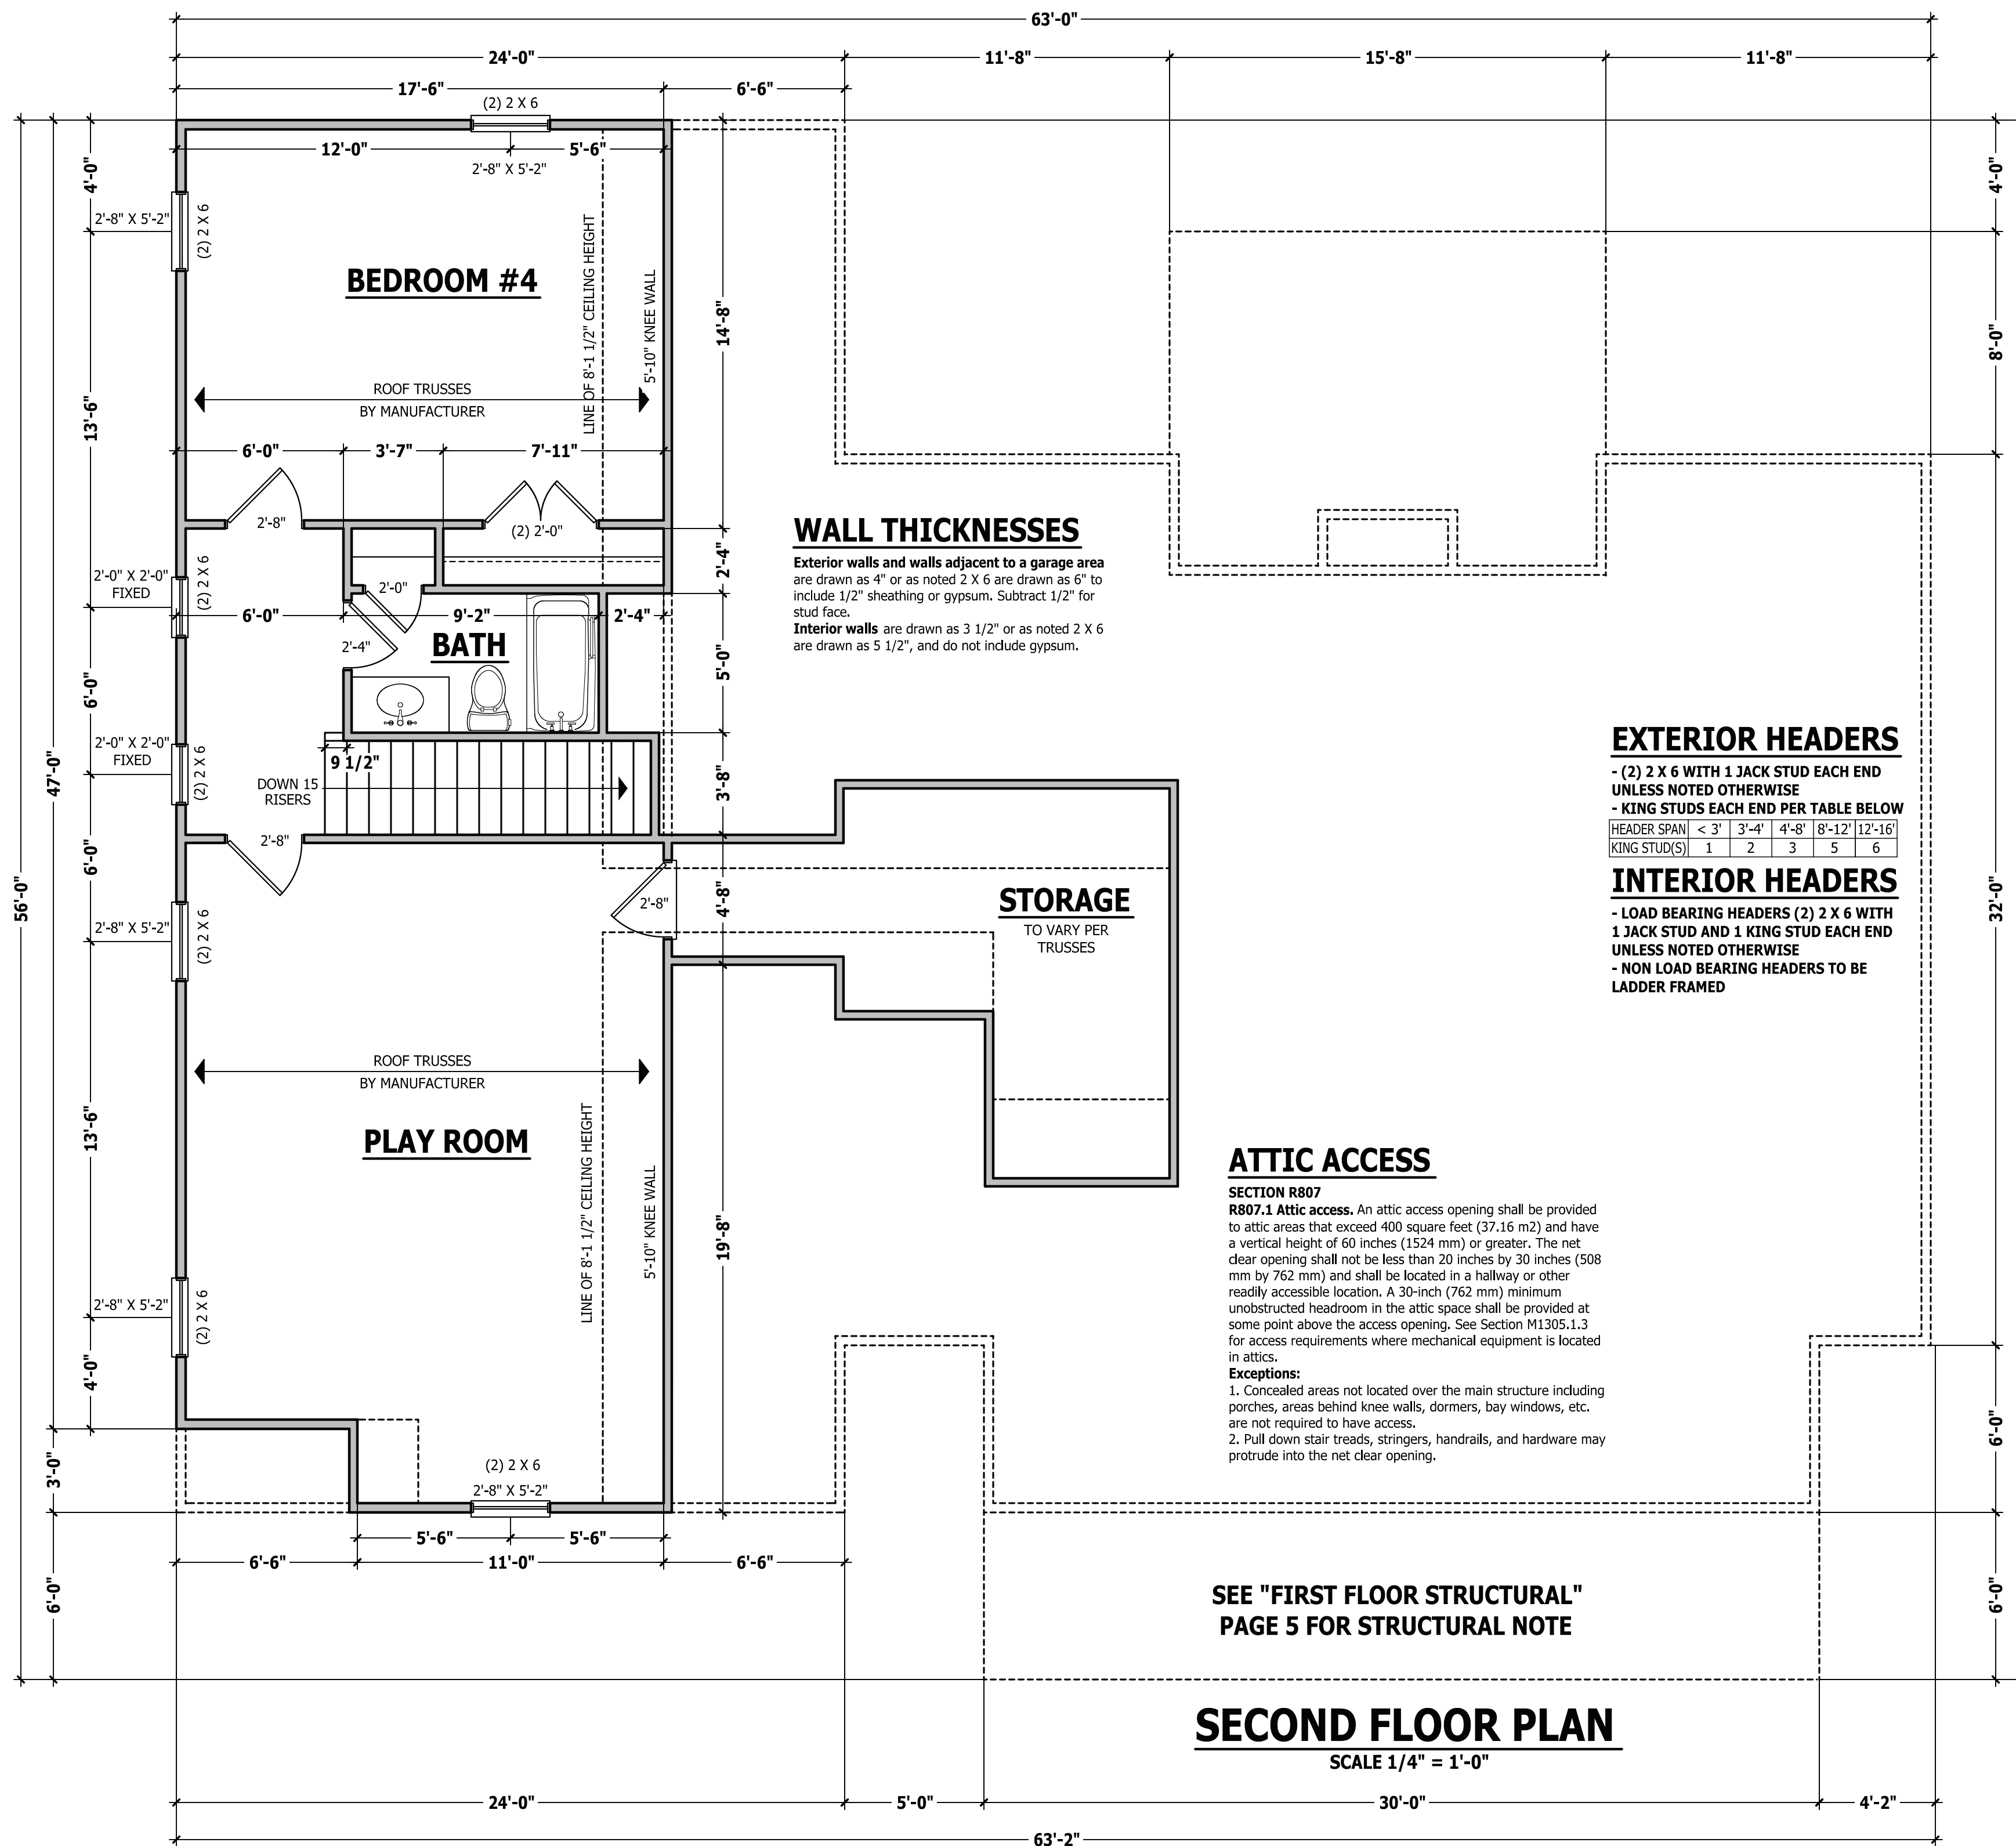 63'-0"
24'-0" 11'-8" 15'-8" 11'-8"
17'-6" 6'-6"
(2) 2 X 6
12'-0" 5'-6"
2'-8" X 5'-2"
4'-0"
2'-8" X 5'-2"
(2) 2 X 6
BEDROOM #4
LINE OF 8'-1 1/2" CEILING HEIGHT
5'-10" KNEE WALL
14'-8"
4'-0"
8'-0"
ROOF TRUSSES
BY MANUFACTURER
13'-6"
6'-0" 3'-7" 7'-11"
2'-8"
(2) 2'-0"
2'-4"
2'-0" X 2'-0"
FIXED
(2) 2 X 6
2'-0"
6'-0" 9'-2" 2'-4"
2'-4"
BATH
5'-0"
6'-0"
WALL THICKNESSES
Exterior walls and walls adjacent to a garage area
are drawn as 4" or as noted 2 X 6 are drawn as 6" to
include 1/2" sheathing or gypsum. Subtract 1/2" for
stud face.
Interior walls are drawn as 3 1/2" or as noted 2 X 6
are drawn as 5 1/2", and do not include gypsum.
2'-0" X 2'-0"
FIXED
(2) 2 X 6
9 1/2"
DOWN 15
RISERS
3'-8"
47'-0"
56'-0"
EXTERIOR HEADERS
- (2) 2 X 6 WITH 1 JACK STUD EACH END
UNLESS NOTED OTHERWISE
- KING STUDS EACH END PER TABLE BELOW
HEADER SPAN < 3' 3'-4' 4'-8' 8'-12' 12'-16'
KING STUD(S) 1 2 3 5 6
INTERIOR HEADERS
- LOAD BEARING HEADERS (2) 2 X 6 WITH
1 JACK STUD AND 1 KING STUD EACH END
UNLESS NOTED OTHERWISE
- NON LOAD BEARING HEADERS TO BE
LADDER FRAMED
32'-0"
6'-0"
2'-8"
2'-8" X 5'-2"
(2) 2 X 6
2'-8"
4'-8"
STORAGE
TO VARY PER
TRUSSES
ROOF TRUSSES
BY MANUFACTURER
13'-6"
PLAY ROOM
LINE OF 8'-1 1/2" CEILING HEIGHT
5'-10" KNEE WALL
19'-8"
2'-8" X 5'-2"
(2) 2 X 6
4'-0"
ATTIC ACCESS
SECTION R807
R807.1 Attic access. An attic access opening shall be provided
to attic areas that exceed 400 square feet (37.16 m2) and have
a vertical height of 60 inches (1524 mm) or greater. The net
clear opening shall not be less than 20 inches by 30 inches (508
mm by 762 mm) and shall be located in a hallway or other
readily accessible location. A 30-inch (762 mm) minimum
unobstructed headroom in the attic space shall be provided at
some point above the access opening. See Section M1305.1.3
for access requirements where mechanical equipment is located
in attics.
Exceptions:
1. Concealed areas not located over the main structure including
porches, areas behind knee walls, dormers, bay windows, etc.
are not required to have access.
2. Pull down stair treads, stringers, handrails, and hardware may
protrude into the net clear opening.
6'-0"
3'-0"
(2) 2 X 6
2'-8" X 5'-2"
5'-6" 5'-6"
6'-6" 11'-0" 6'-6"
6'-0"
6'-0"
SEE "FIRST FLOOR STRUCTURAL"
PAGE 5 FOR STRUCTURAL NOTE
SECOND FLOOR PLAN
SCALE 1/4" = 1'-0"
24'-0" 5'-0" 30'-0" 4'-2"
63'-2"